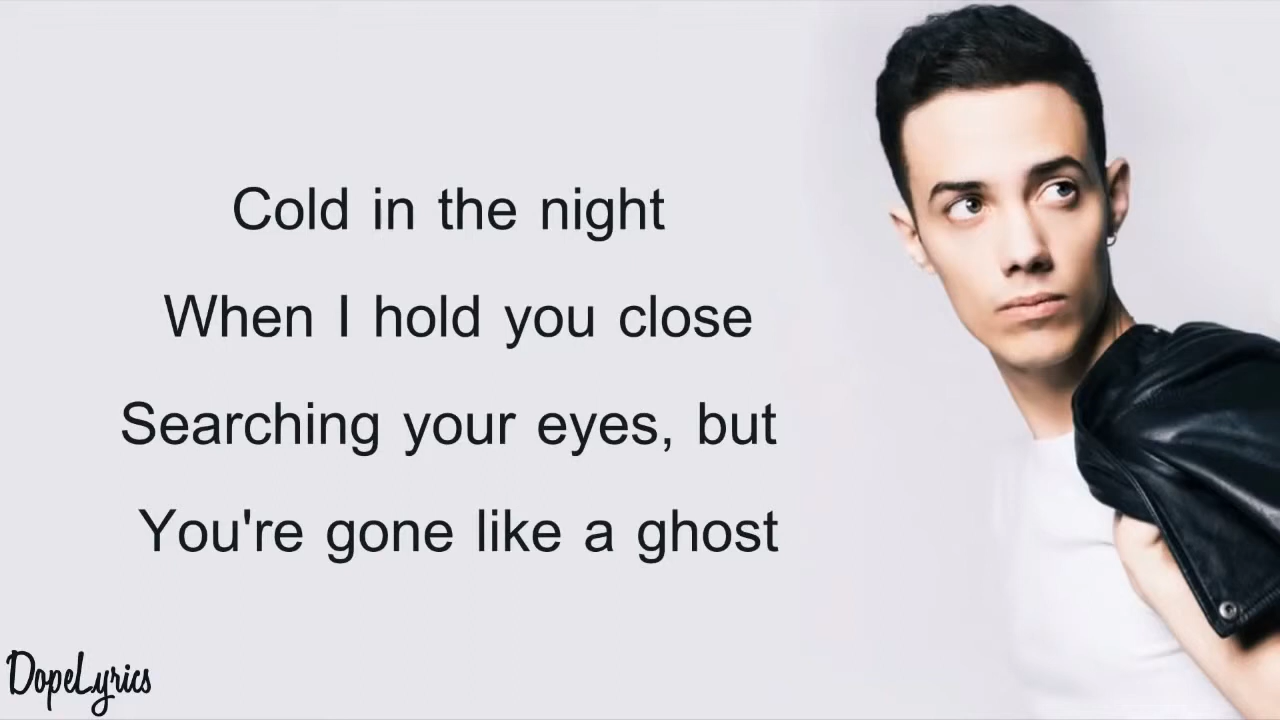 Cold in the night
When I hold you close
Searching your eyes, but
You're gone like a ghost
DopeLyrics